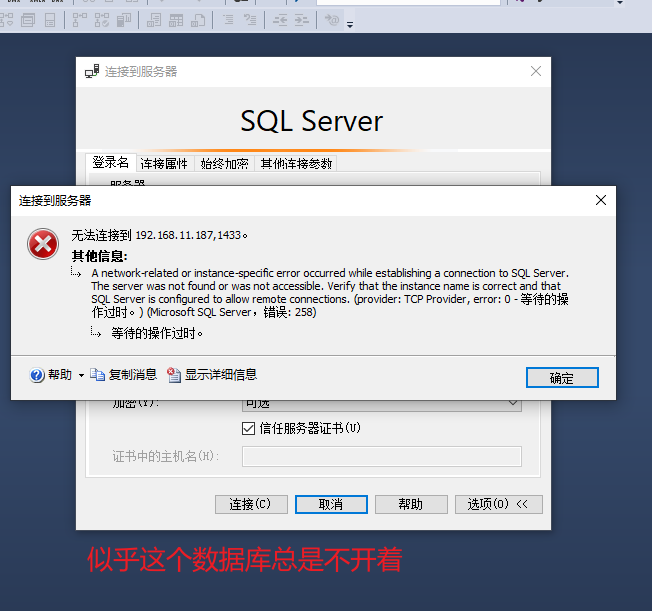 连接到服务器
SQL Server
登录名 连接属性 始终加密 其他连接参数
服务器
连接到服务器
无法连接到 192.168.11.187,1433。
其他信息:
A network-related or instance-specific error occurred while establishing a connection to SQL Server.
The server was not found or was not accessible. Verify that the instance name is correct and that
SQL Server is configured to allow remote connections. (provider: TCP Provider, error: 0 - 等待的操
作过时。) (Microsoft SQL Server，错误: 258)
等待的操作过时。
帮助 复制消息 显示详细信息
确定
加密(Y): 可选
信任服务器证书(U)
证书中的主机名(H):
连接(C) 取消 帮助 选项(O) <<
似乎这个数据库总是不开着